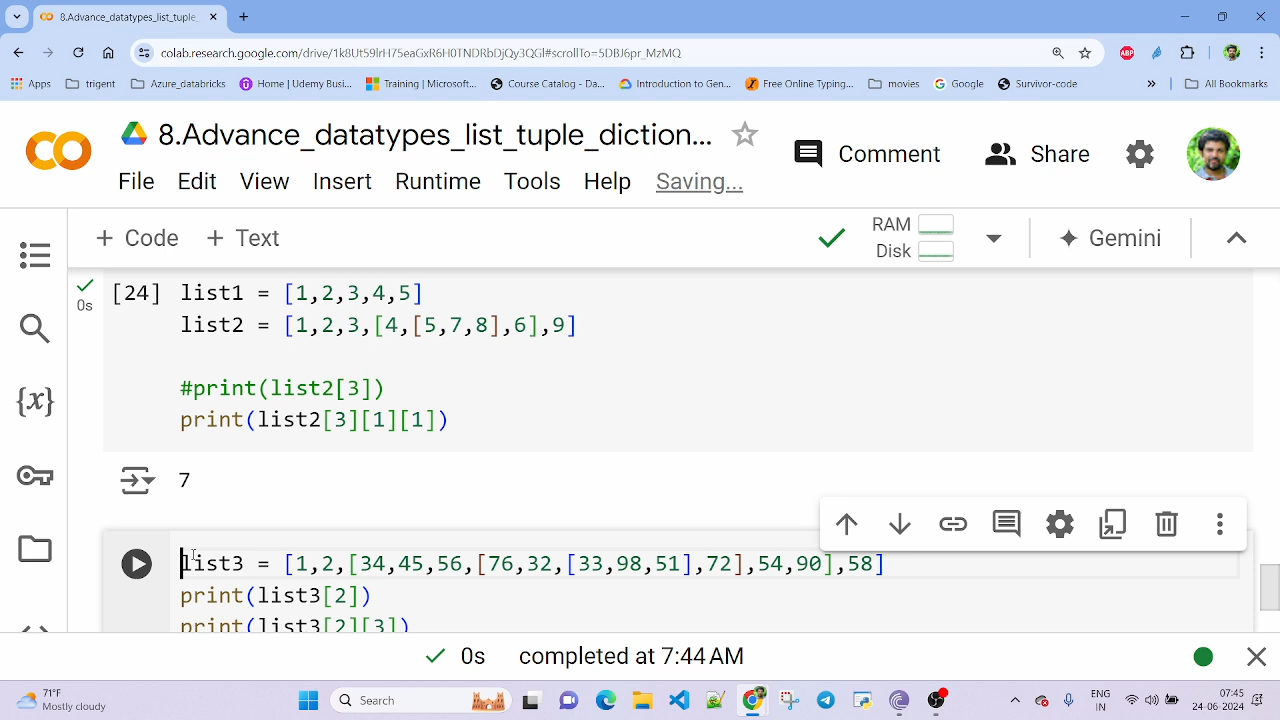 8.Advance_datatypes_list_tuple_
colab.research.google.com/drive/1k8Ut59lrH75eaGxR6H0TNDRbDjQy3QGl#scrollTo=5DBJ6pr_MzMQ
Apps trigent Azure_databricks Home | Udemy Busi... Training | Microsoft... Course Catalog - Da... Introduction to Gen... Free Online Typing... movies Google Survivor-code » All Bookmarks
8.Advance_datatypes_list_tuple_diction...
Comment Share
File Edit View Insert Runtime Tools Help Saving...
+ Code + Text RAM Disk Gemini
[24] list1 = [1,2,3,4,5]
0s
list2 = [1,2,3,[4,[5,7,8],6],9]
#print(list2[3])
print(list2[3][1][1])
7
list3 = [1,2,[34,45,56,[76,32,[33,98,51],72],54,90],58]
print(list3[2])
print(list3[2][3])
0s completed at 7:44 AM
71°F
Mostly cloudy
Search
ENG
IN
07:45
24-06-2024